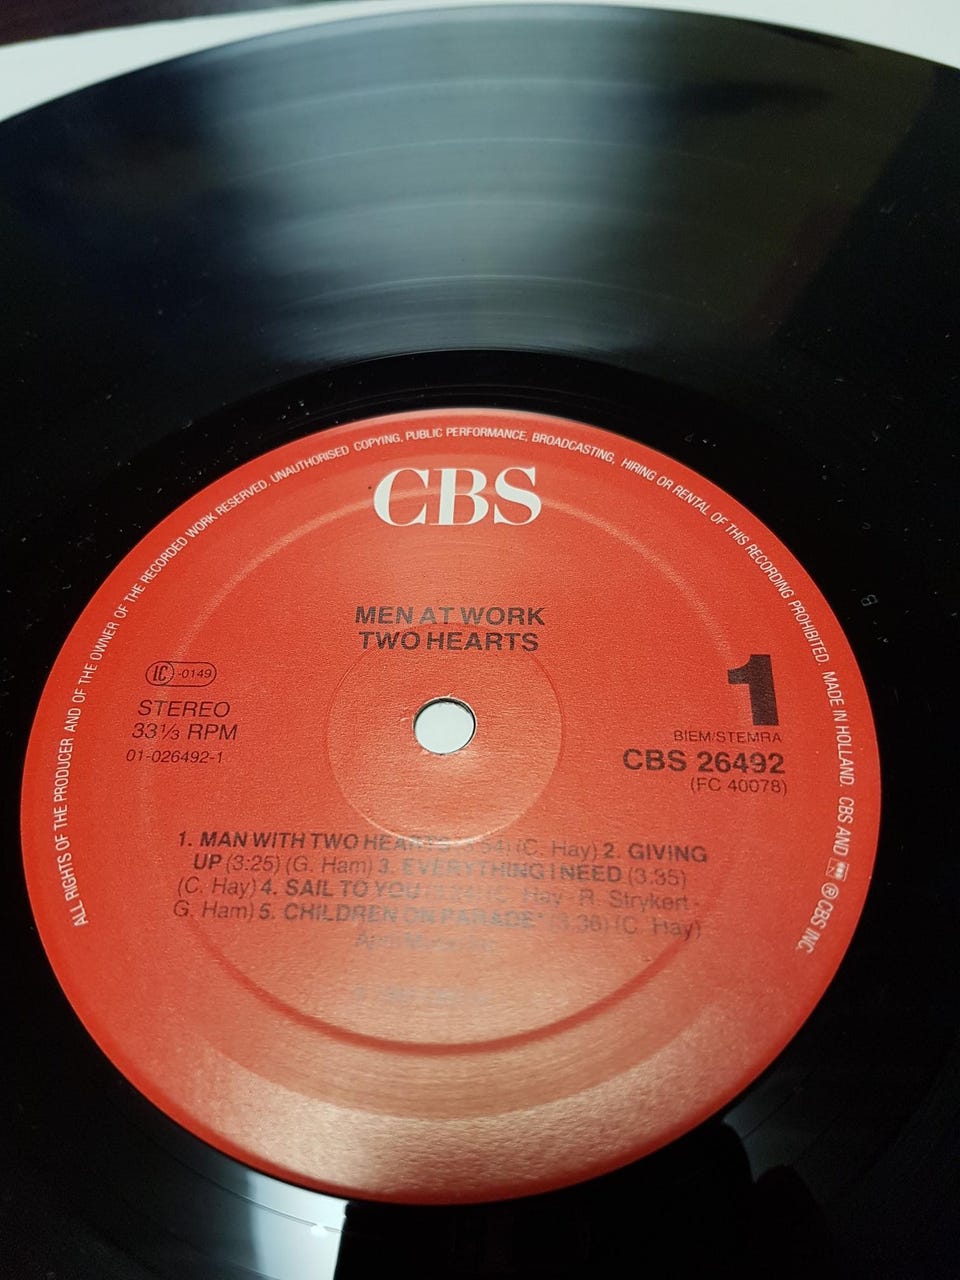 ALL RIGHTS OF THE PRODUCER AND OF THE OWNER OF THE RECORDED WORK RESERVED. UNAUTHORISED COPYING, PUBLIC PERFORMANCE, BROADCASTING, HIRING OR RENTAL OF THIS RECORDING PROHIBITED. MADE IN HOLLAND. CBS AND ® CBS INC.
CBS
MEN AT WORK
TWO HEARTS
LC -0149
STEREO
33⅓ RPM
01-026492-1
1
BIEM/STEMRA
CBS 26492
(FC 40078)
1. MAN WITH TWO HEARTS (C. Hay) 2. GIVING
UP (3:25) (G. Ham) 3. EVERYTHING I NEED (3:35)
(C. Hay) 4. SAIL TO YOU Hay - R. Strykert -
G. Ham) 5. CHILDREN ON PARADE* (3:36) (C. Hay)